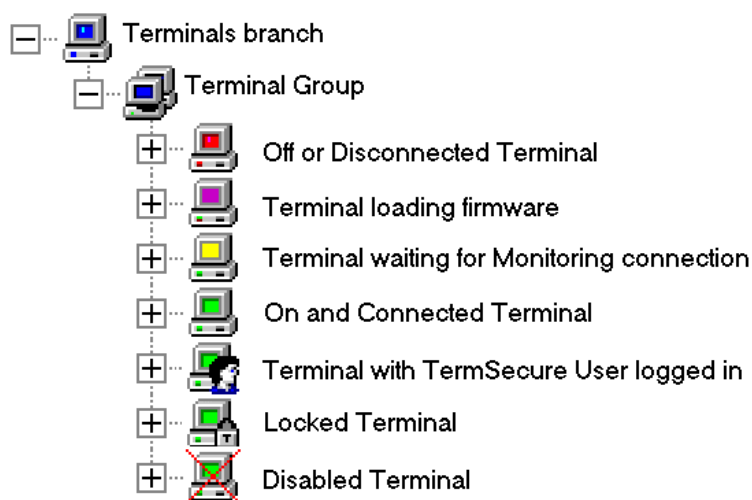 Terminals branch
Terminal Group
Off or Disconnected Terminal
Terminal loading firmware
Terminal waiting for Monitoring connection
On and Connected Terminal
Terminal with TermSecure User logged in
Locked Terminal
Disabled Terminal